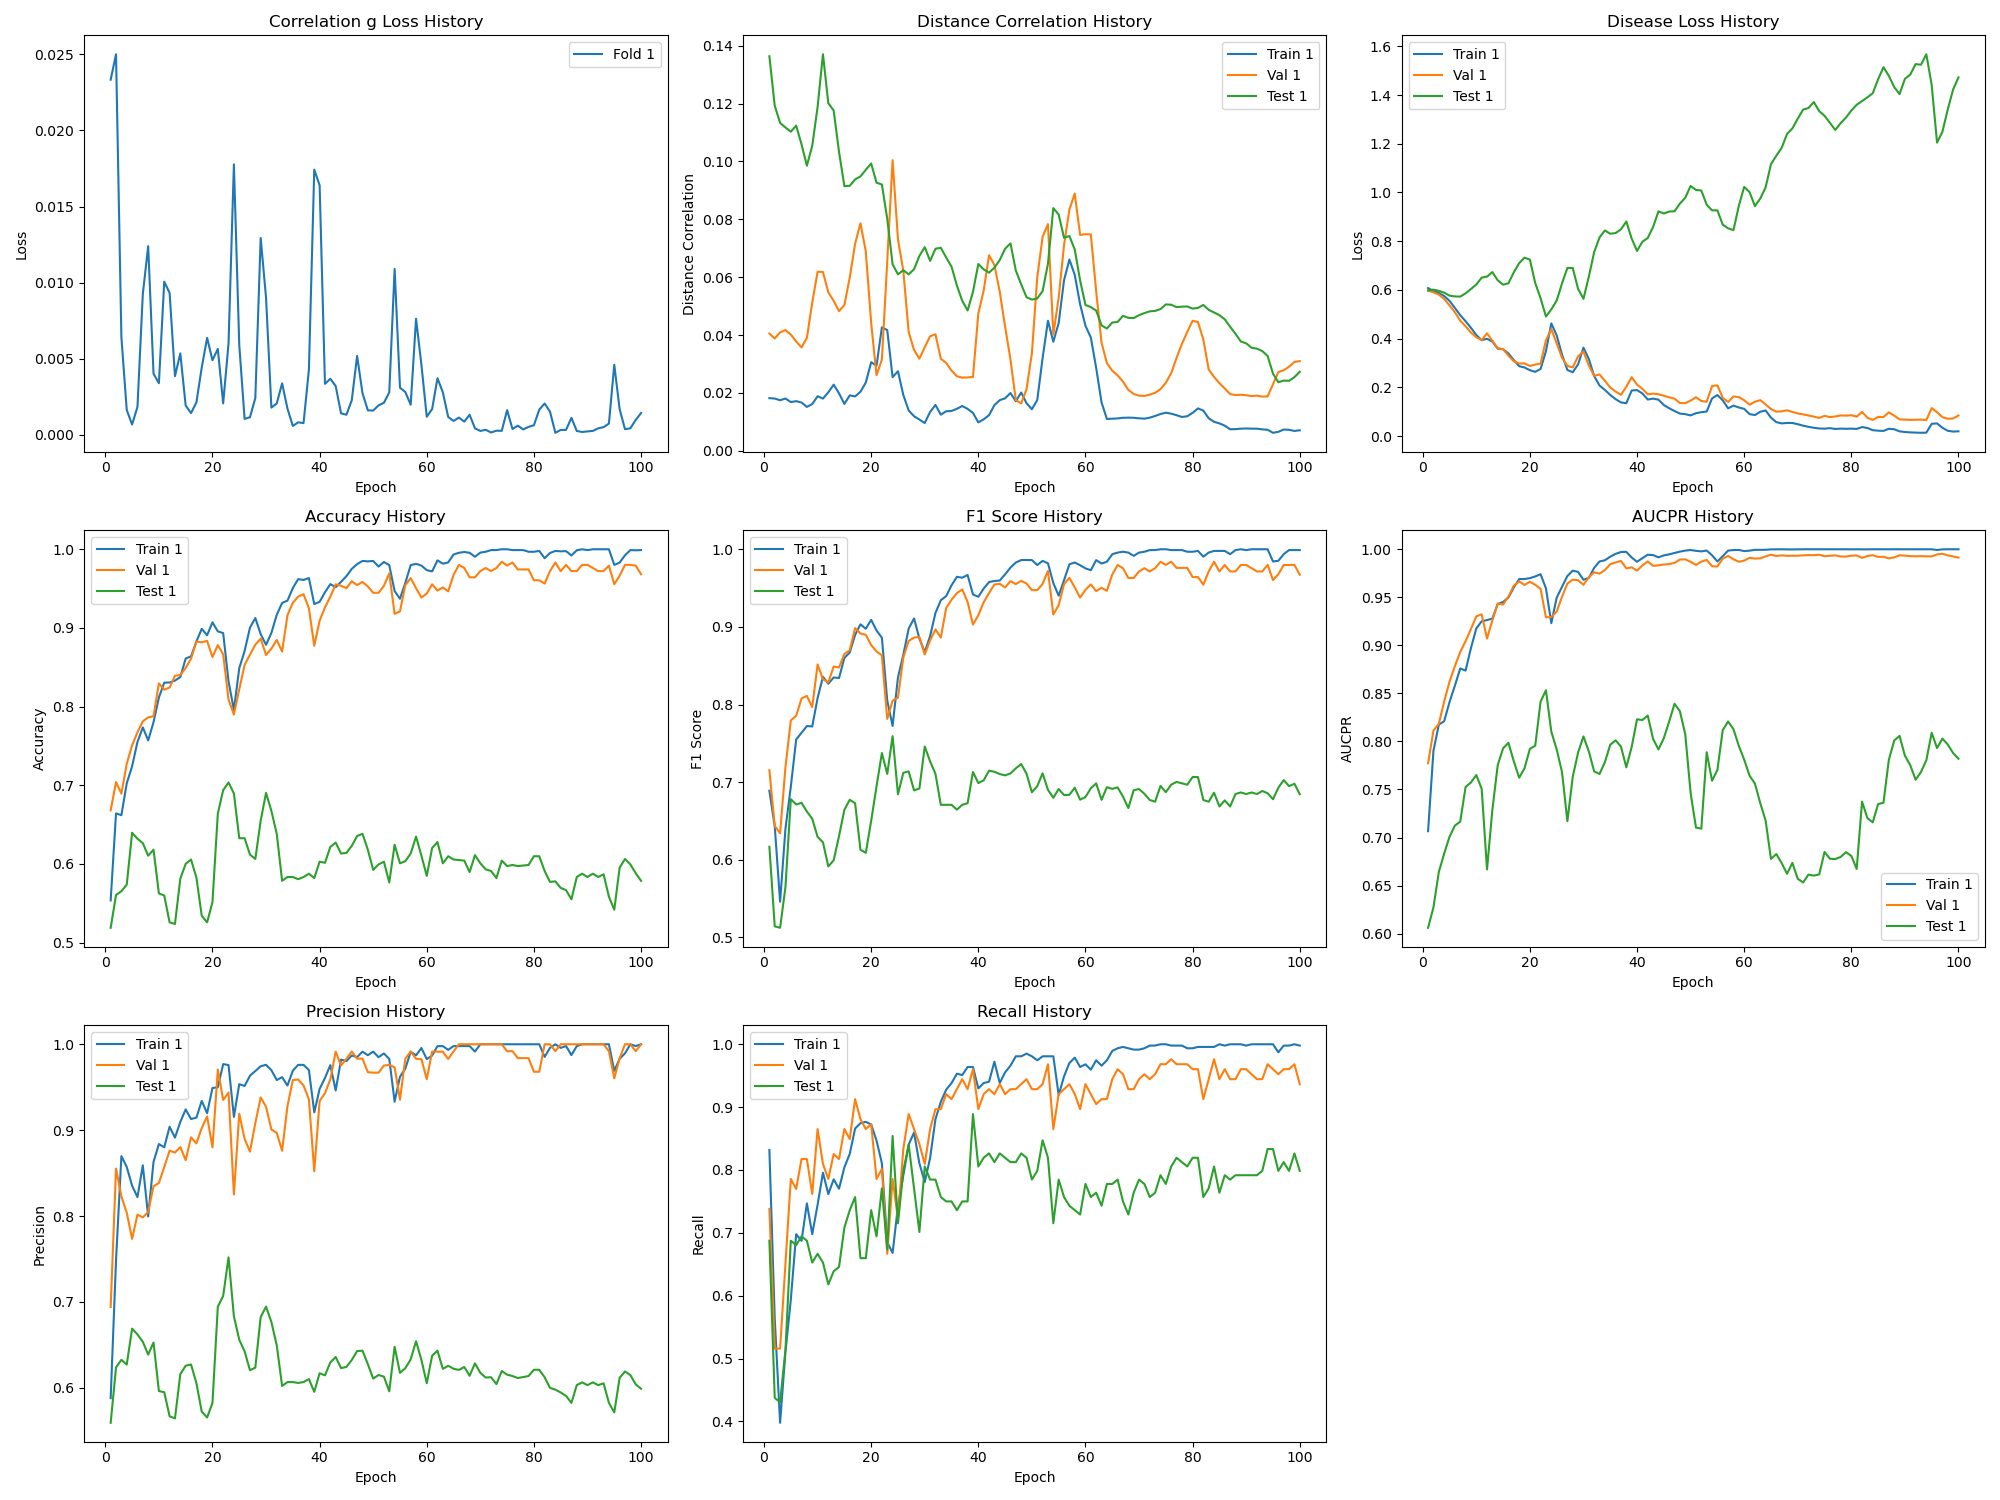 Correlation g Loss History
Loss
0.025
0.020
0.015
0.010
0.005
0.000
Fold 1
0 20 40 60 80 100
Epoch
Distance Correlation History
Distance Correlation
0.14
0.12
0.10
0.08
0.06
0.04
0.02
0.00
Train 1
Val 1
Test 1
0 20 40 60 80 100
Epoch
Disease Loss History
Loss
1.6
1.4
1.2
1.0
0.8
0.6
0.4
0.2
0.0
Train 1
Val 1
Test 1
0 20 40 60 80 100
Epoch
Accuracy History
Accuracy
1.0
0.9
0.8
0.7
0.6
0.5
Train 1
Val 1
Test 1
0 20 40 60 80 100
Epoch
F1 Score History
F1 Score
1.0
0.9
0.8
0.7
0.6
0.5
Train 1
Val 1
Test 1
0 20 40 60 80 100
Epoch
AUCPR History
AUCPR
1.00
0.95
0.90
0.85
0.80
0.75
0.70
0.65
0.60
Train 1
Val 1
Test 1
0 20 40 60 80 100
Epoch
Precision History
Precision
1.0
0.9
0.8
0.7
0.6
Train 1
Val 1
Test 1
0 20 40 60 80 100
Epoch
Recall History
Recall
1.0
0.9
0.8
0.7
0.6
0.5
0.4
Train 1
Val 1
Test 1
0 20 40 60 80 100
Epoch